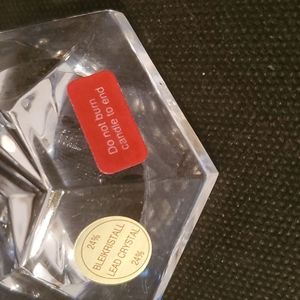 Do not burn
candle to end
24%
BLEIKRISTALL
LEAD CRYSTAL
24%